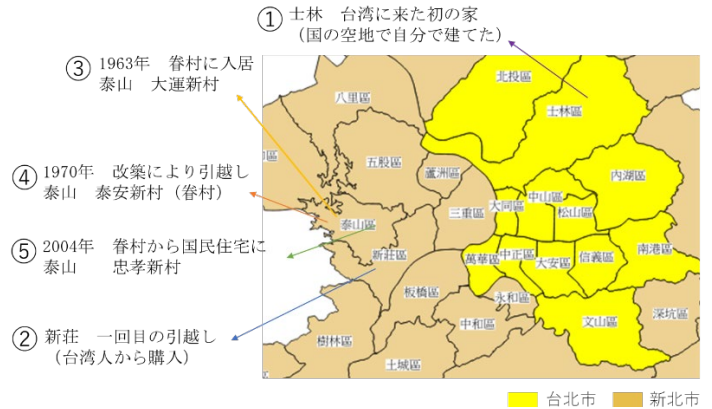 ① 士林　台湾に来た初の家
（国の空地で自分で建てた）
③ 1963年　眷村に入居
泰山　大運新村
④ 1970年　改築により引越し
泰山　泰安新村（眷村）
⑤ 2004年　眷村から国民住宅に
泰山　　忠孝新村
② 新荘　一回目の引越し
（台湾人から購入）
北投區
士林區
八里區
五股區
蘆洲區
內湖區
中山區
大同區
松山區
三重區
泰山區
新莊區
萬華區
中正區
大安區
信義區
南港區
板橋區
永和區
中和區
文山區
深坑區
樹林區
土城區
台北市
新北市